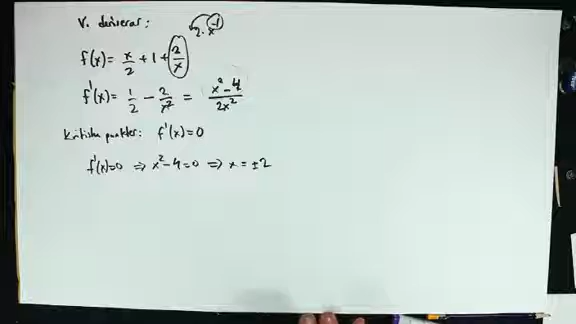 V. deriverar: 2·x⁻¹
f(x) = x/2 + 1 + 2/x
f'(x) = 1/2 - 2/x² = (x²-4)/(2x²)
Kritiska punkter: f'(x)=0
f'(x)=0 ⇒ x²-4=0 ⇒ x=±2